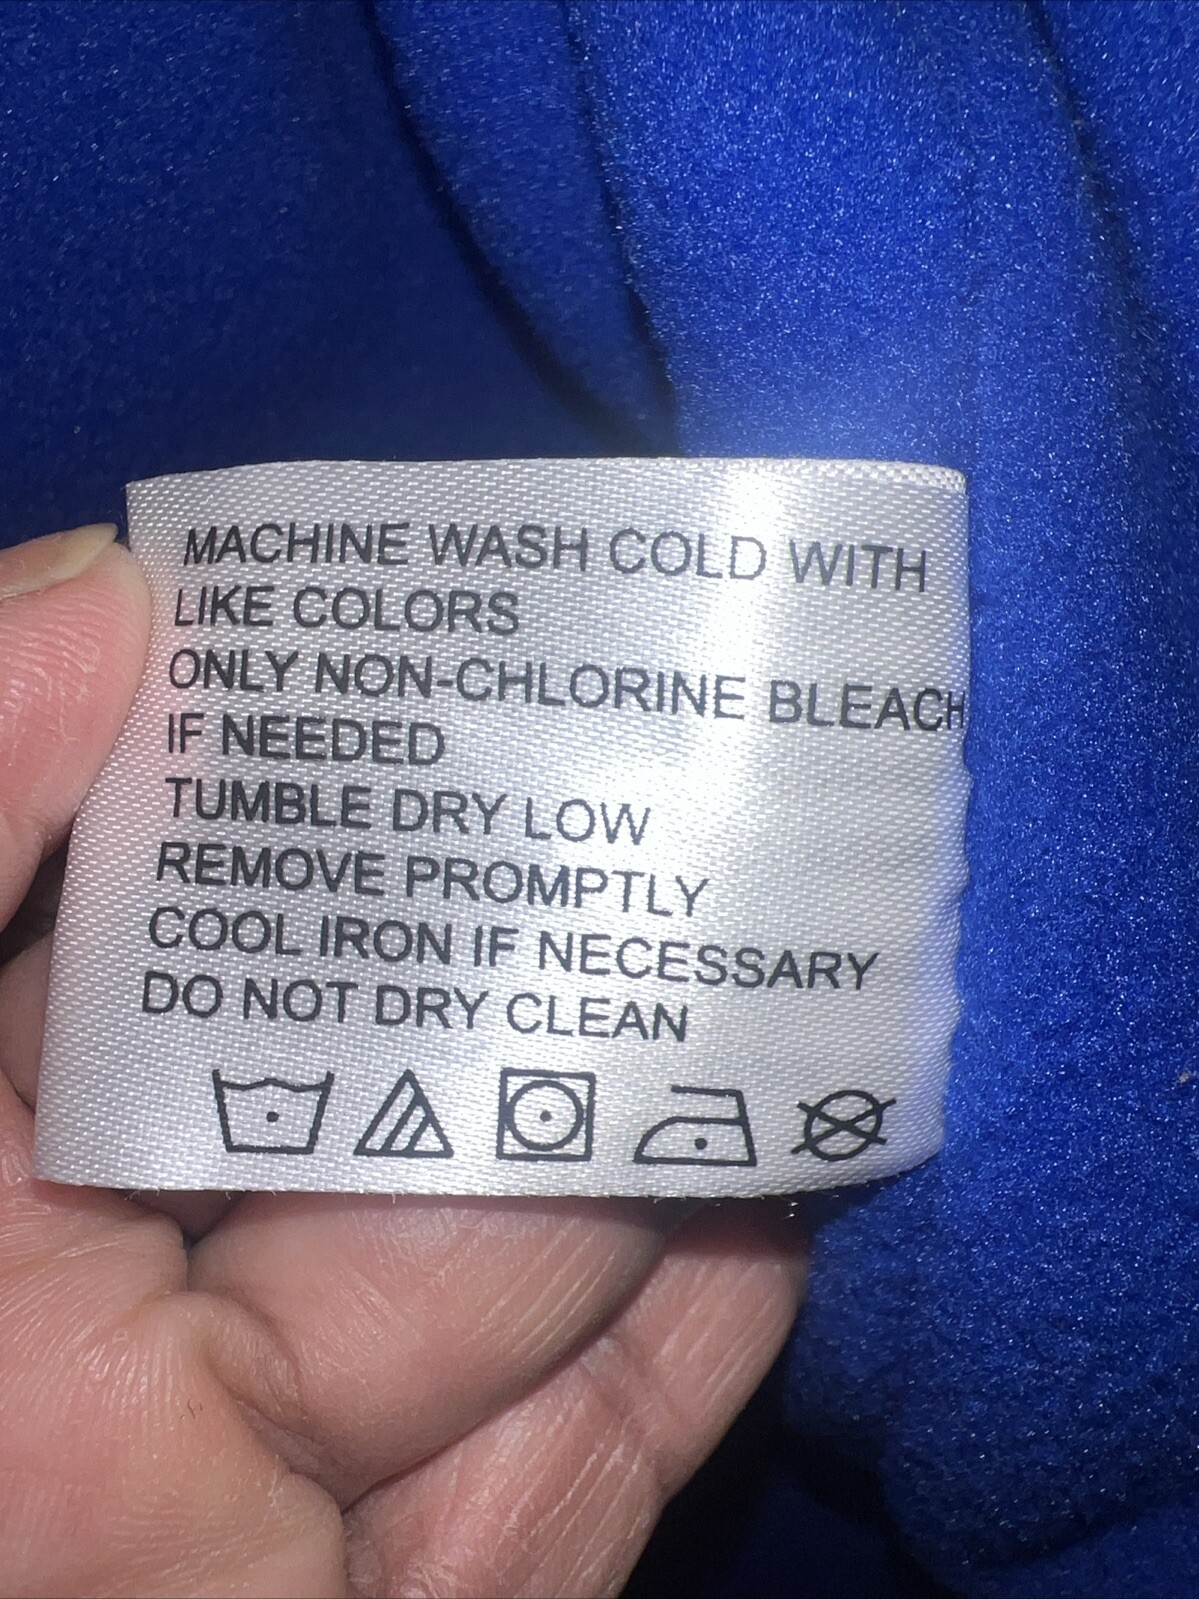 MACHINE WASH COLD WITH
LIKE COLORS
ONLY NON-CHLORINE BLEACH
IF NEEDED
TUMBLE DRY LOW
REMOVE PROMPTLY
COOL IRON IF NECESSARY
DO NOT DRY CLEAN